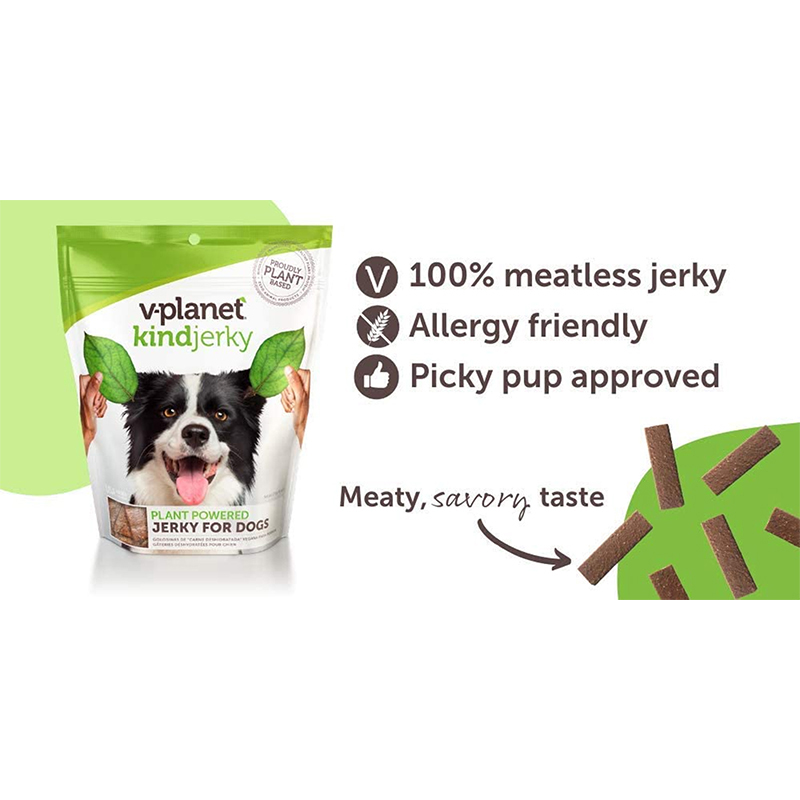 PROUDLY
PLANT
BASED
v-planet
kindjerky
PLANT POWERED
JERKY FOR DOGS
V 100% meatless jerky
Allergy friendly
Picky pup approved
Meaty, savory taste